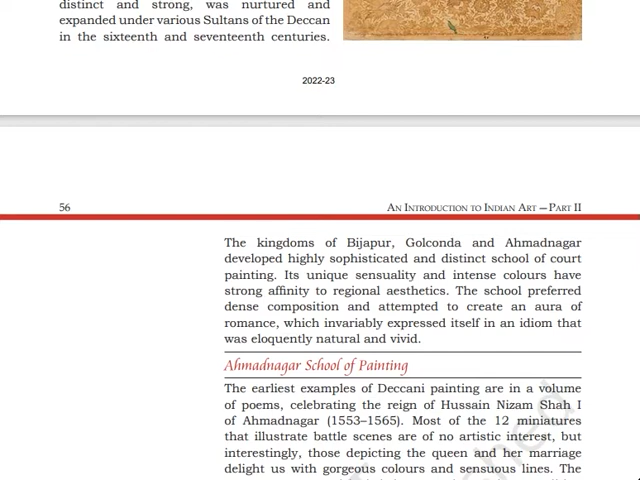 distinct and strong, was nurtured and
expanded under various Sultans of the Deccan
in the sixteenth and seventeenth centuries.
2022-23
56
An Introduction to Indian Art — Part II
The kingdoms of Bijapur, Golconda and Ahmadnagar
developed highly sophisticated and distinct school of court
painting. Its unique sensuality and intense colours have
strong affinity to regional aesthetics. The school preferred
dense composition and attempted to create an aura of
romance, which invariably expressed itself in an idiom that
was eloquently natural and vivid.
Ahmadnagar School of Painting
The earliest examples of Deccani painting are in a volume
of poems, celebrating the reign of Hussain Nizam Shah I
of Ahmadnagar (1553–1565). Most of the 12 miniatures
that illustrate battle scenes are of no artistic interest, but
interestingly, those depicting the queen and her marriage
delight us with gorgeous colours and sensuous lines. The